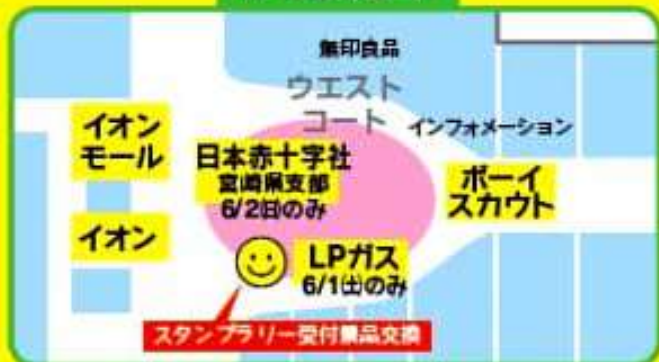 無印良品
ウエスト
コート
インフォメーション
イオン
モール
日本赤十字社
宮崎県支部
6/2㈰のみ
ボーイ
スカウト
イオン
LPガス
6/1㈯のみ
スタンプラリー受付景品交換